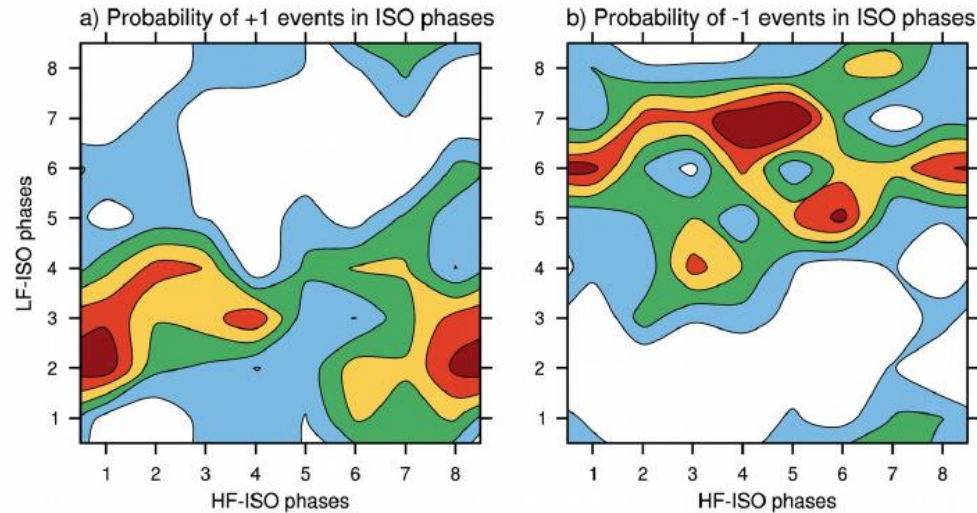 a) Probability of +1 events in ISO phases
b) Probability of -1 events in ISO phases
LF-ISO phases
8
7
6
5
4
3
2
1
1 2 3 4 5 6 7 8
HF-ISO phases
8
7
6
5
4
3
2
1
1 2 3 4 5 6 7 8
HF-ISO phases